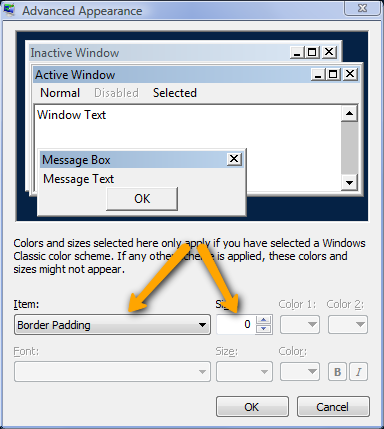 Advanced Appearance
Inactive Window
Active Window
Normal Disabled Selected
Window Text
Message Box
Message Text
OK
Colors and sizes selected here only apply if you have selected a Windows
Classic color scheme. If any other scheme is applied, these colors and
sizes might not appear.
Item: Size: Color 1: Color 2:
Border Padding 0
Font: Size: Color:
B I
OK Cancel